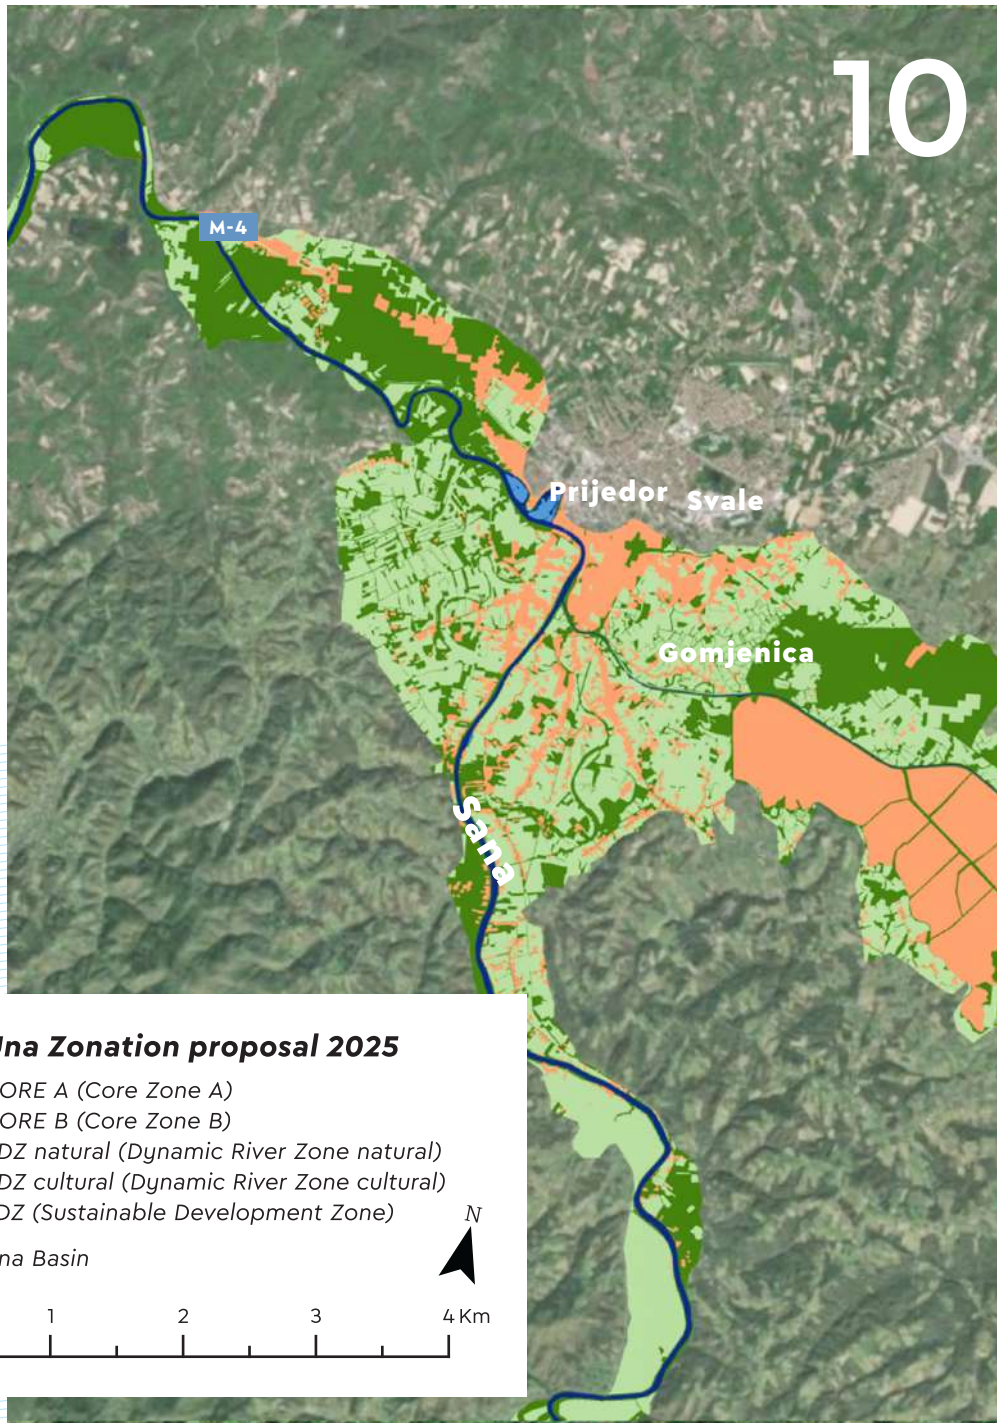 10
M-4
Prijedor
Svale
Gomjenica
Sana
na Zonation proposal 2025
ORE A (Core Zone A)
ORE B (Core Zone B)
DZ natural (Dynamic River Zone natural)
DZ cultural (Dynamic River Zone cultural)
DZ (Sustainable Development Zone)
na Basin
N
1 2 3 4 Km